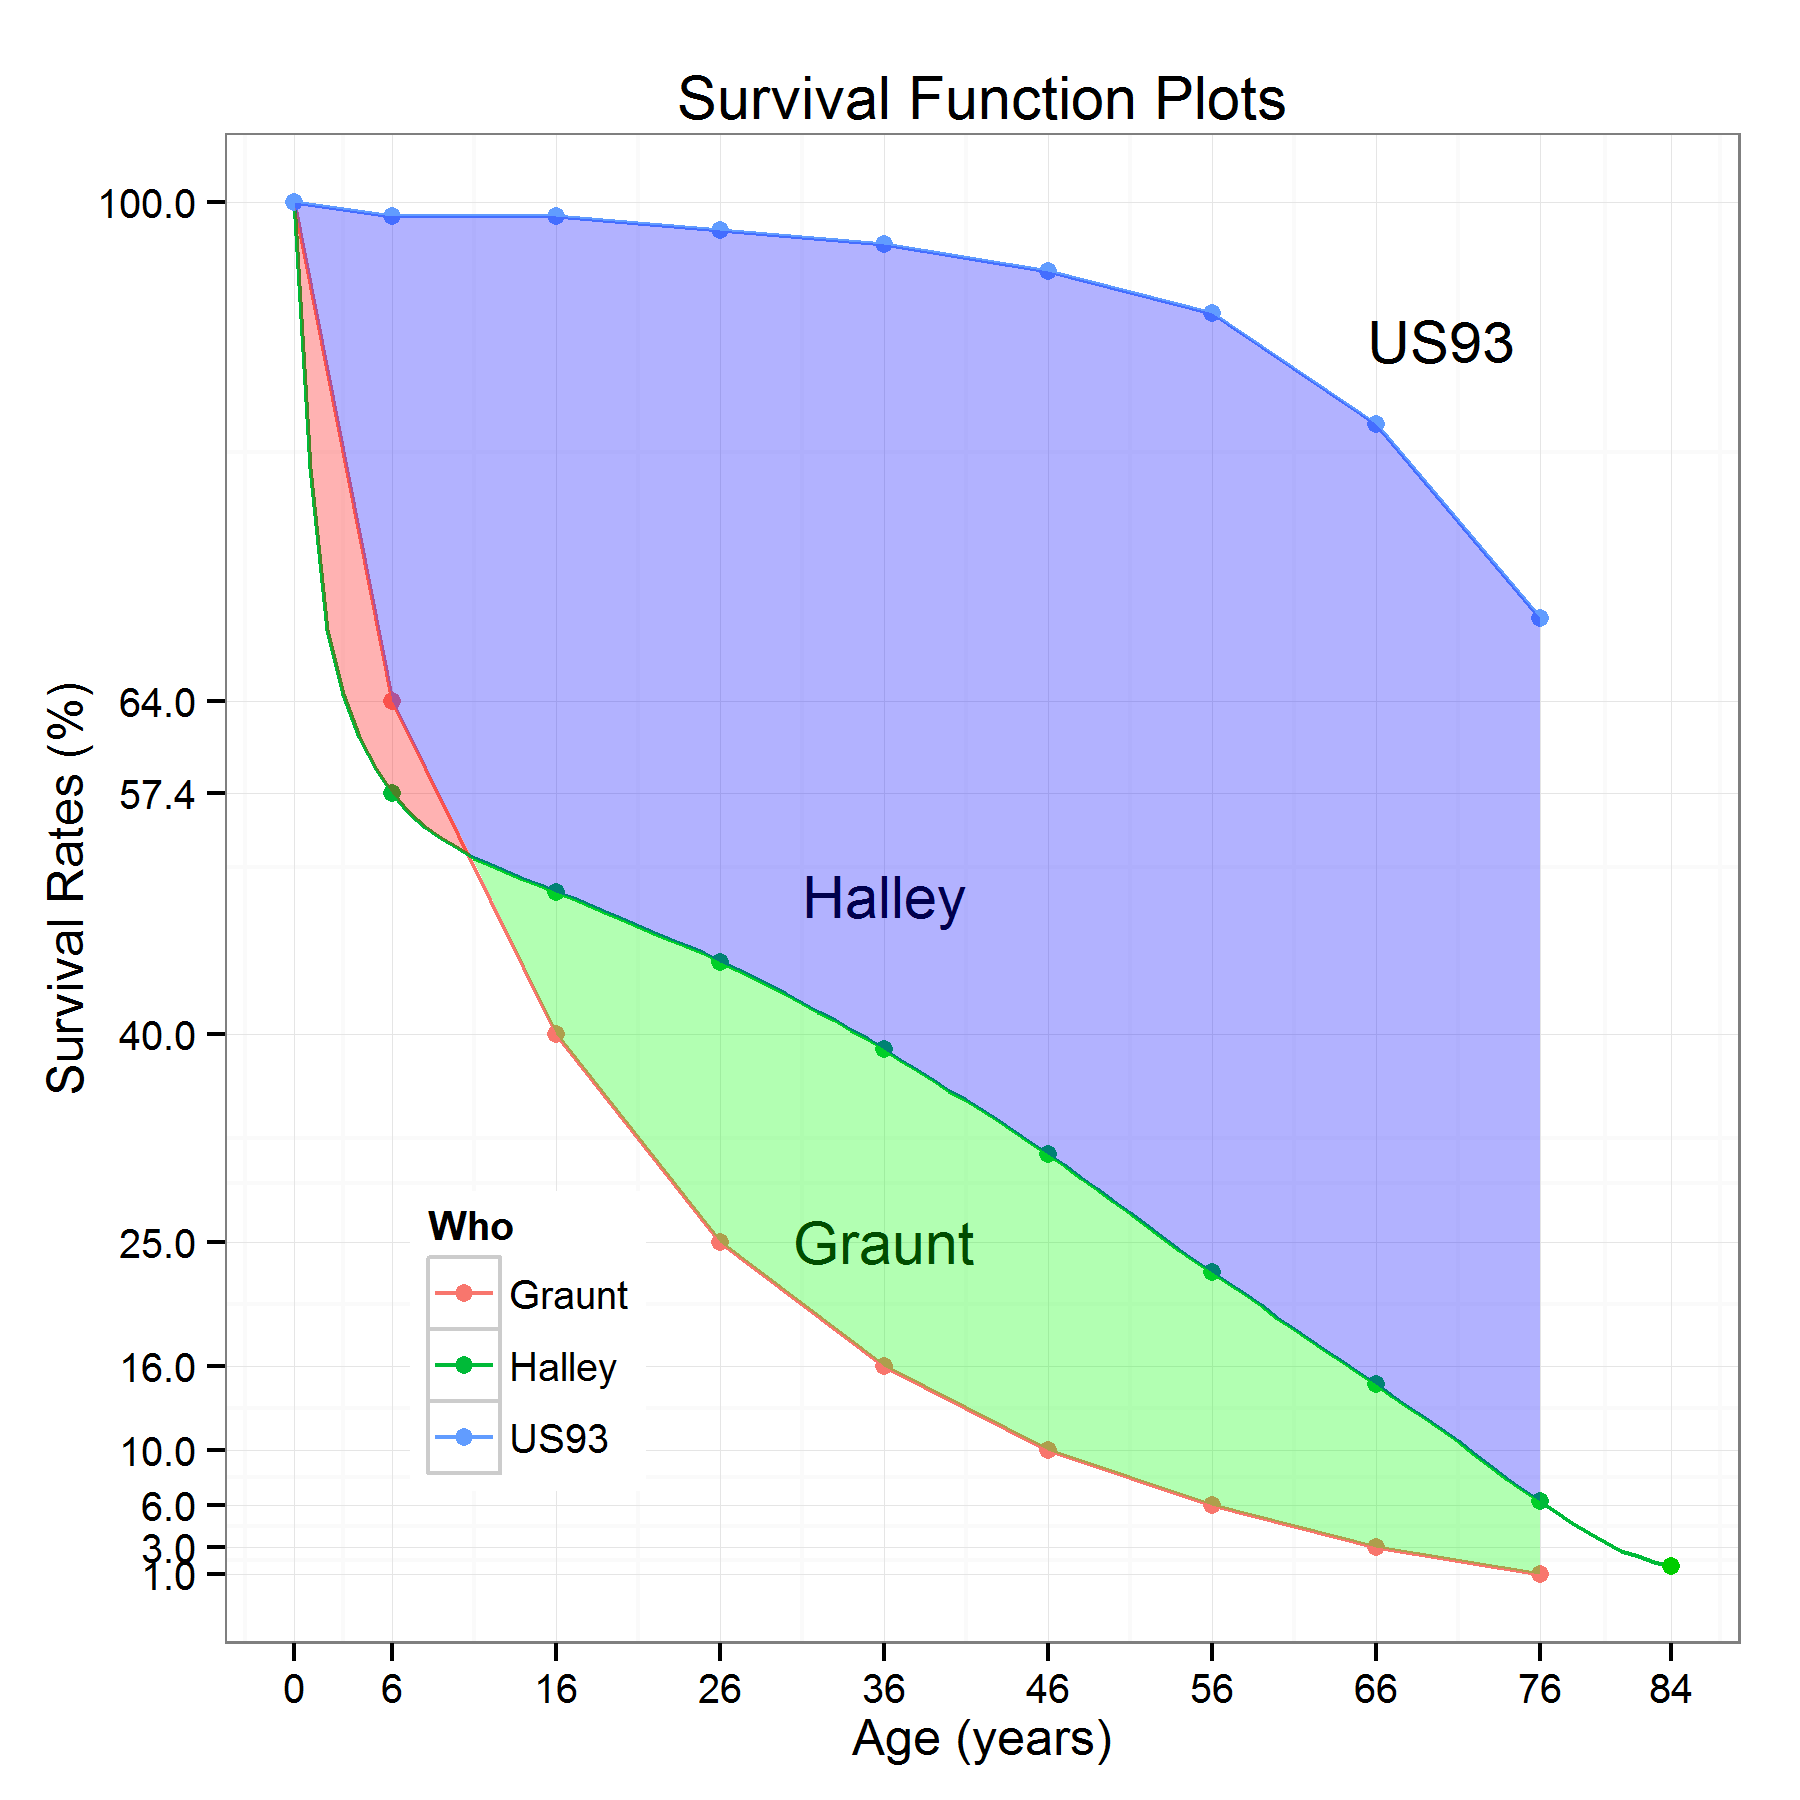 Survival Function Plots
Survival Rates (%)
100.0
64.0
57.4
40.0
25.0
16.0
10.0
6.0
3.0
1.0
US93
Halley
Graunt
Who
Graunt
Halley
US93
0 6 16 26 36 46 56 66 76 84
Age (years)